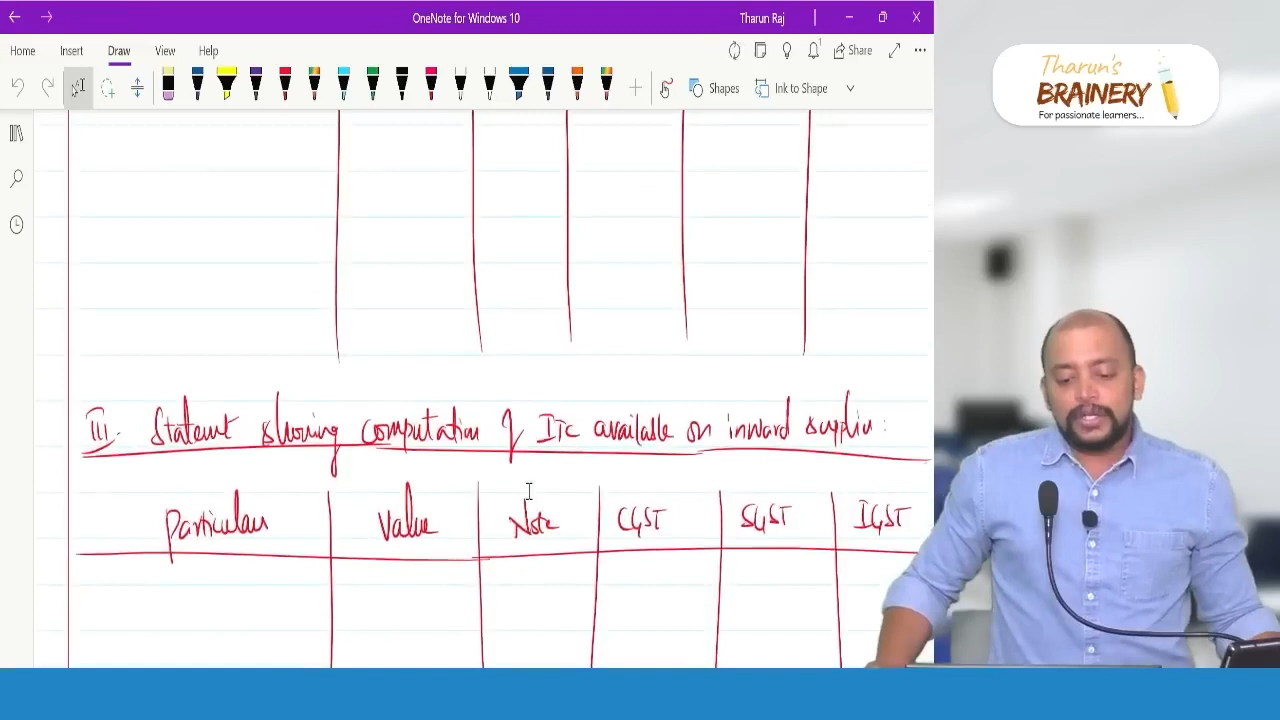 OneNote for Windows 10
Tharun Raj
Home Insert Draw View Help
Share
Shapes
Ink to Shape
Tharun's
BRAINERY
For passionate learners...
III. Statement showing computation of ITC available on inward supplies:
Particulars Value Note CGST SGST IGST